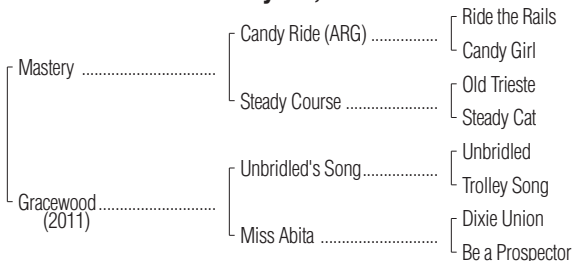 Ride the Rails
Candy Ride (ARG) ................
Candy Girl
Mastery ................................
Old Trieste
Steady Course ......................
Steady Cat
Unbridled
Unbridled's Song..................
Trolley Song
Gracewood............................
(2011)
Dixie Union
Miss Abita ............................
Be a Prospector